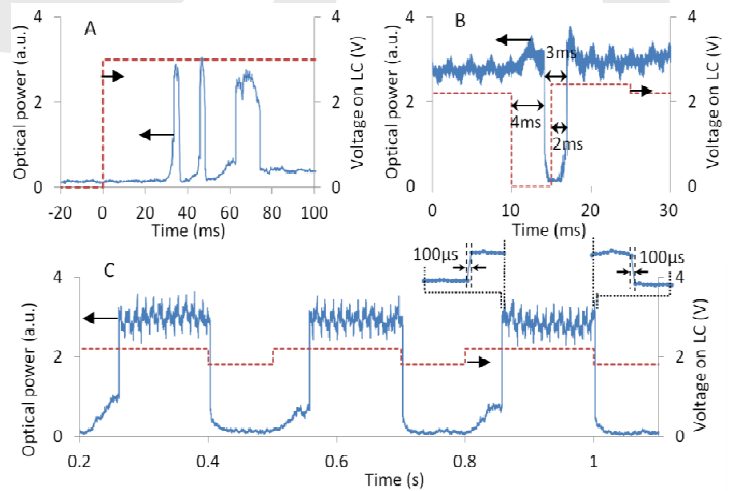 A
Optical power (a.u.)
4
2
0
4
2
0
Voltage on LC (V)
-20 0 20 40 60 80 100
Time (ms)
B
Optical power (a.u.)
4
2
0
3ms
4ms
2ms
4
2
0
Voltage on LC (V)
0 10 20 30
Time (ms)
C
Optical power (a.u.)
4
2
0
100µs
100µs
4
2
0
Voltage on LC (V)
0.2 0.4 0.6 0.8 1
Time (s)